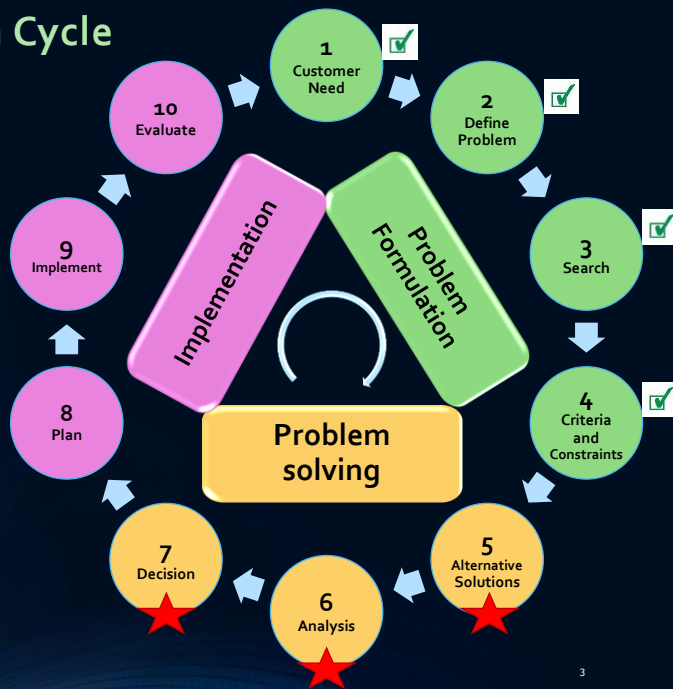 Cycle
1
Customer
Need
2
Define
Problem
3
Search
4
Criteria
and
Constraints
5
Alternative
Solutions
6
Analysis
7
Decision
8
Plan
9
Implement
10
Evaluate
Implementation
Problem
Formulation
Problem
solving
3